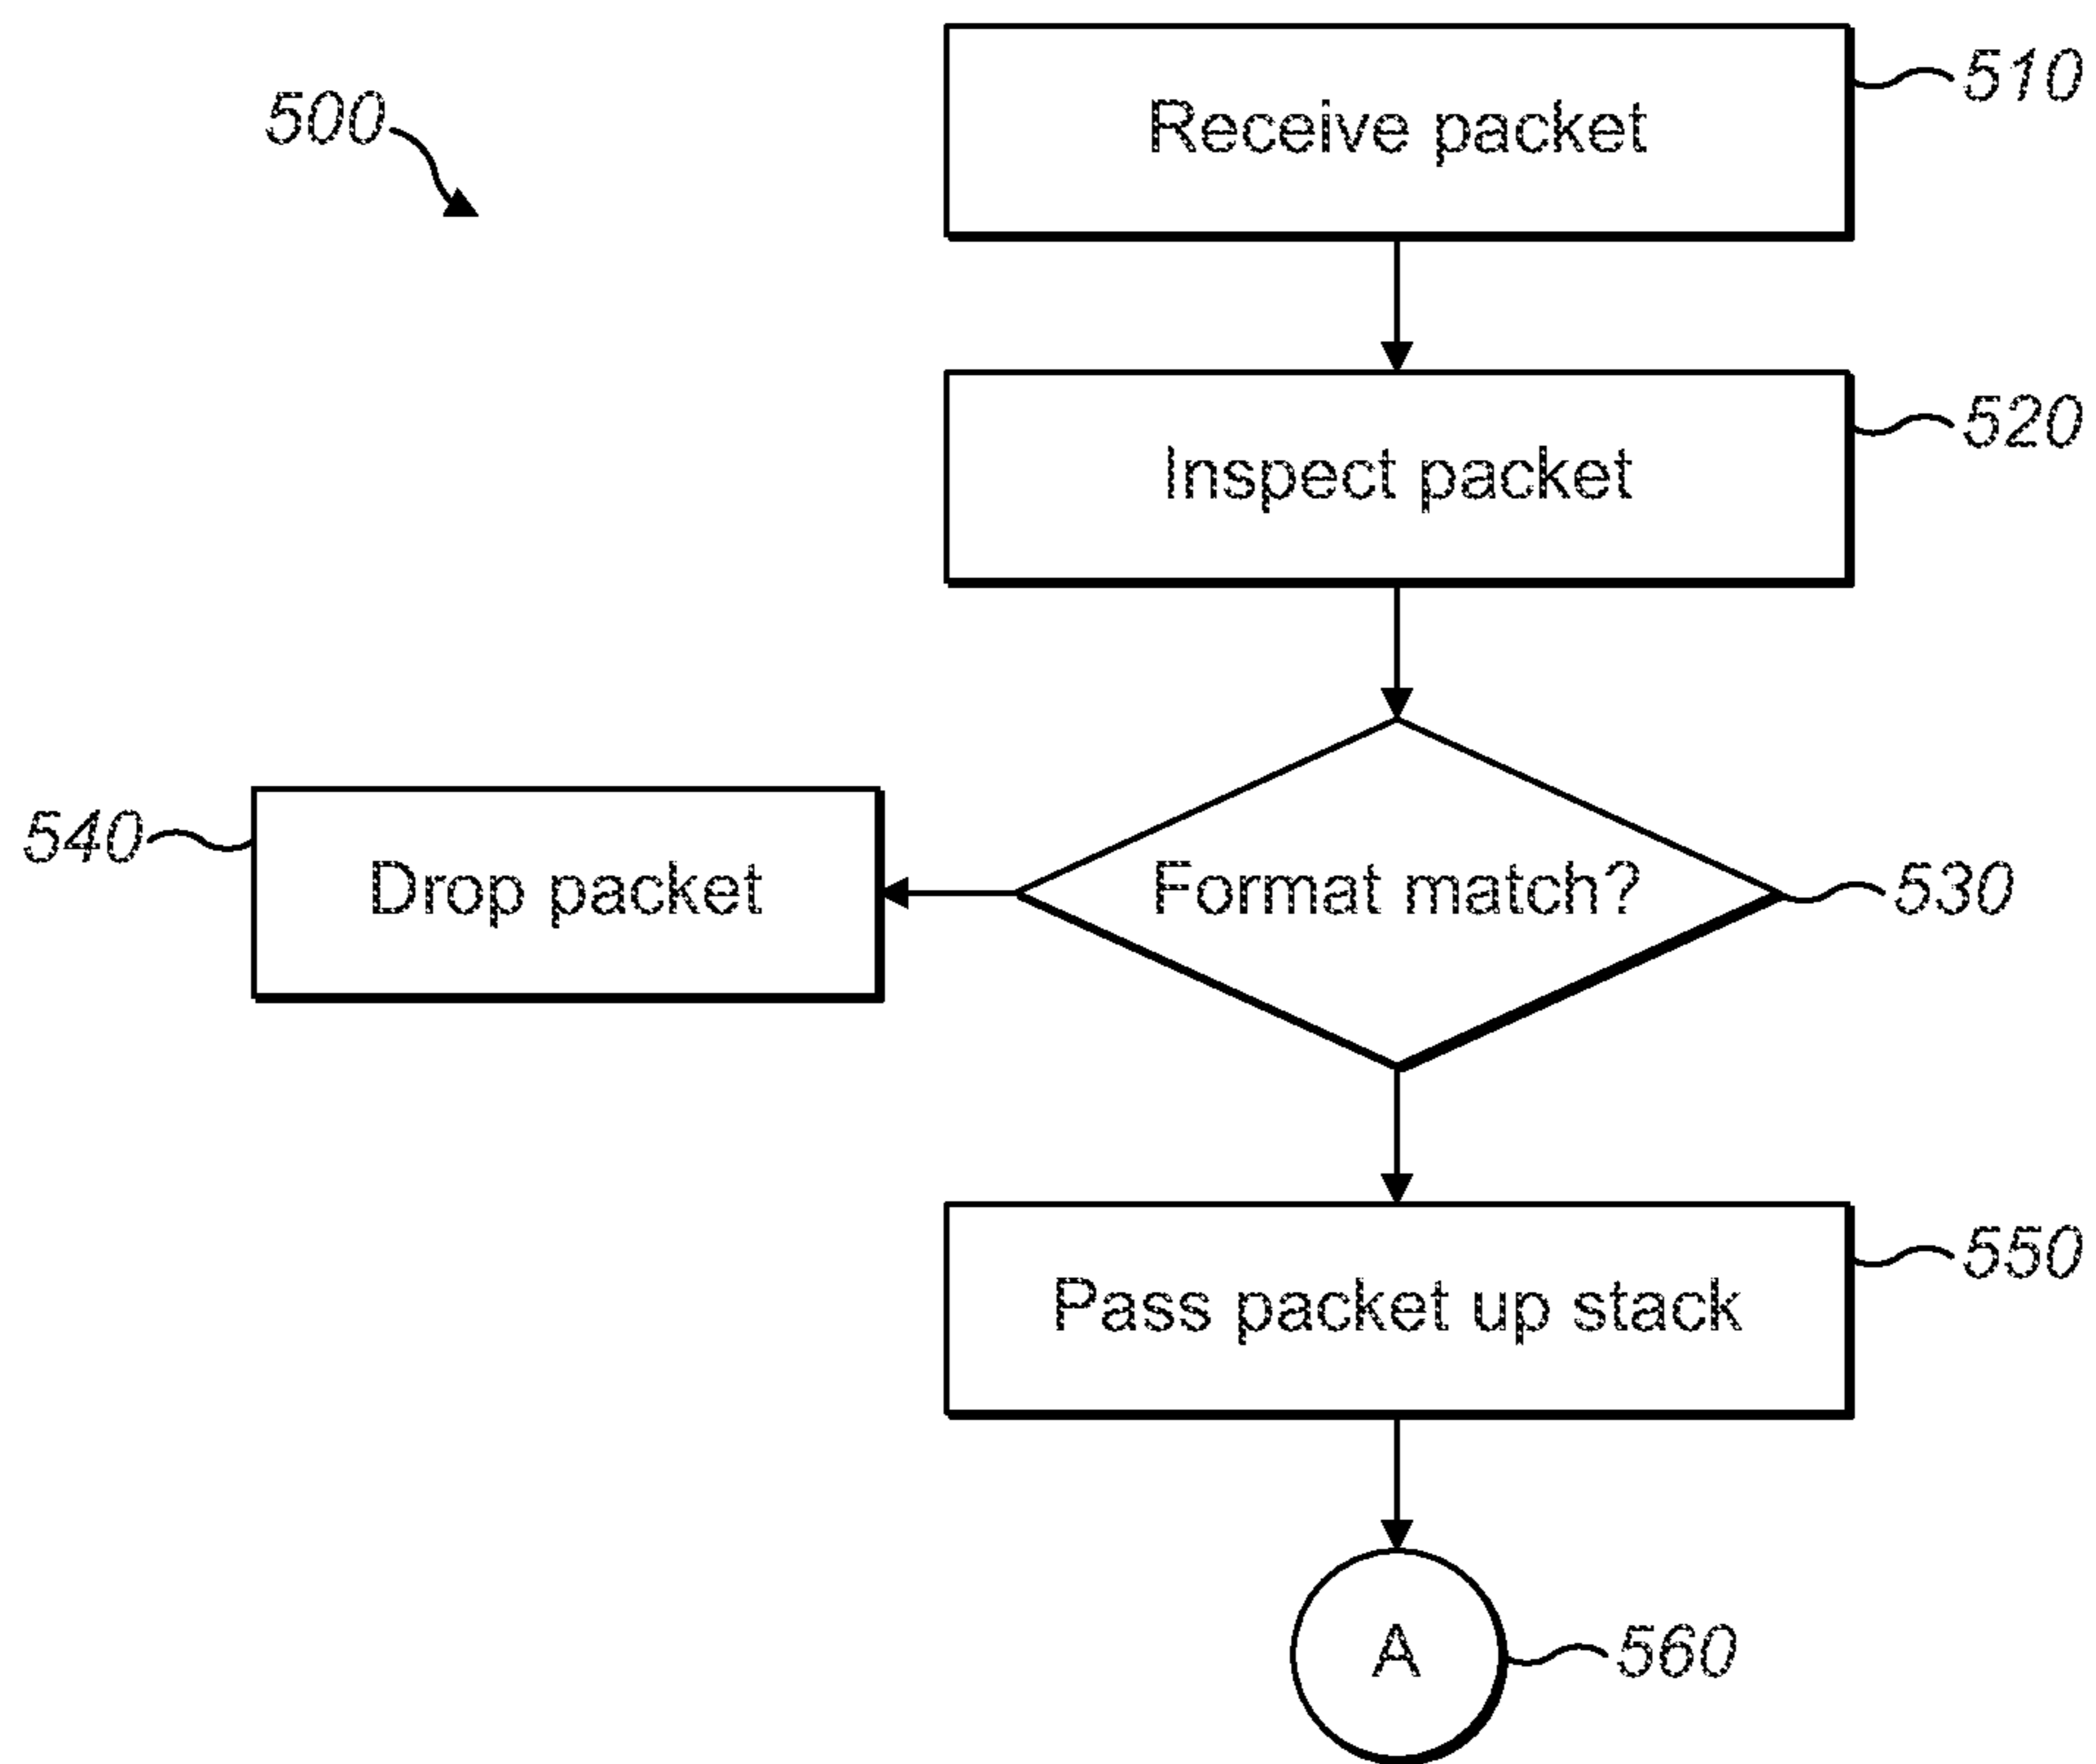 500
Receive packet
510
Inspect packet
520
Format match?
530
Drop packet
540
Pass packet up stack
550
A
560